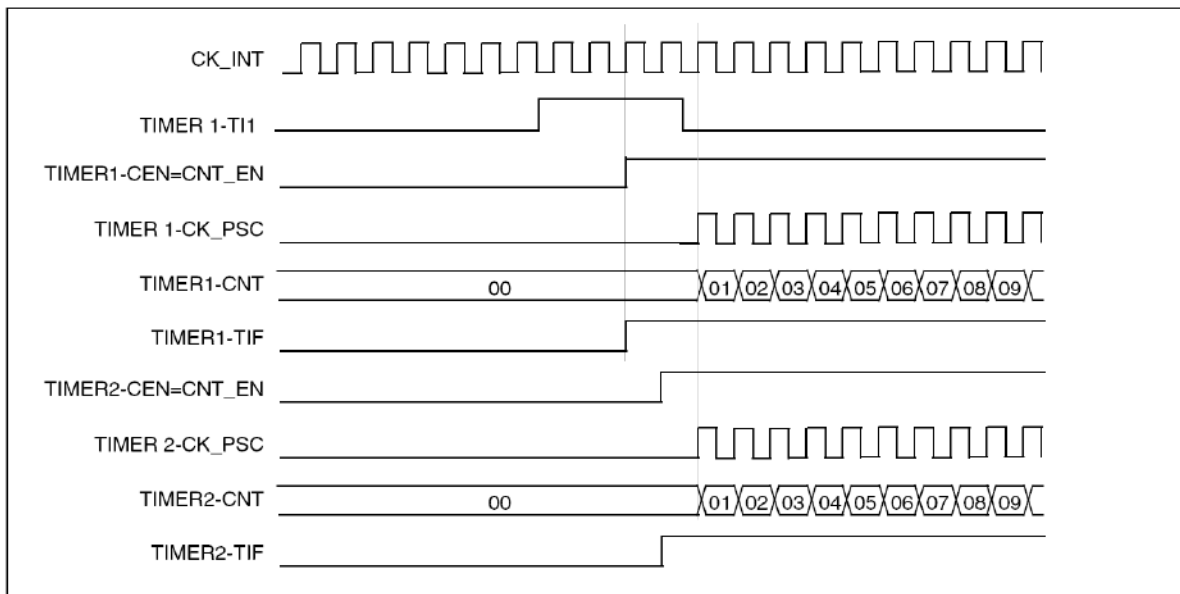 CK_INT
TIMER 1-TI1
TIMER1-CEN=CNT_EN
TIMER 1-CK_PSC
TIMER1-CNT 00 01 02 03 04 05 06 07 08 09
TIMER1-TIF
TIMER2-CEN=CNT_EN
TIMER 2-CK_PSC
TIMER2-CNT 00 01 02 03 04 05 06 07 08 09
TIMER2-TIF